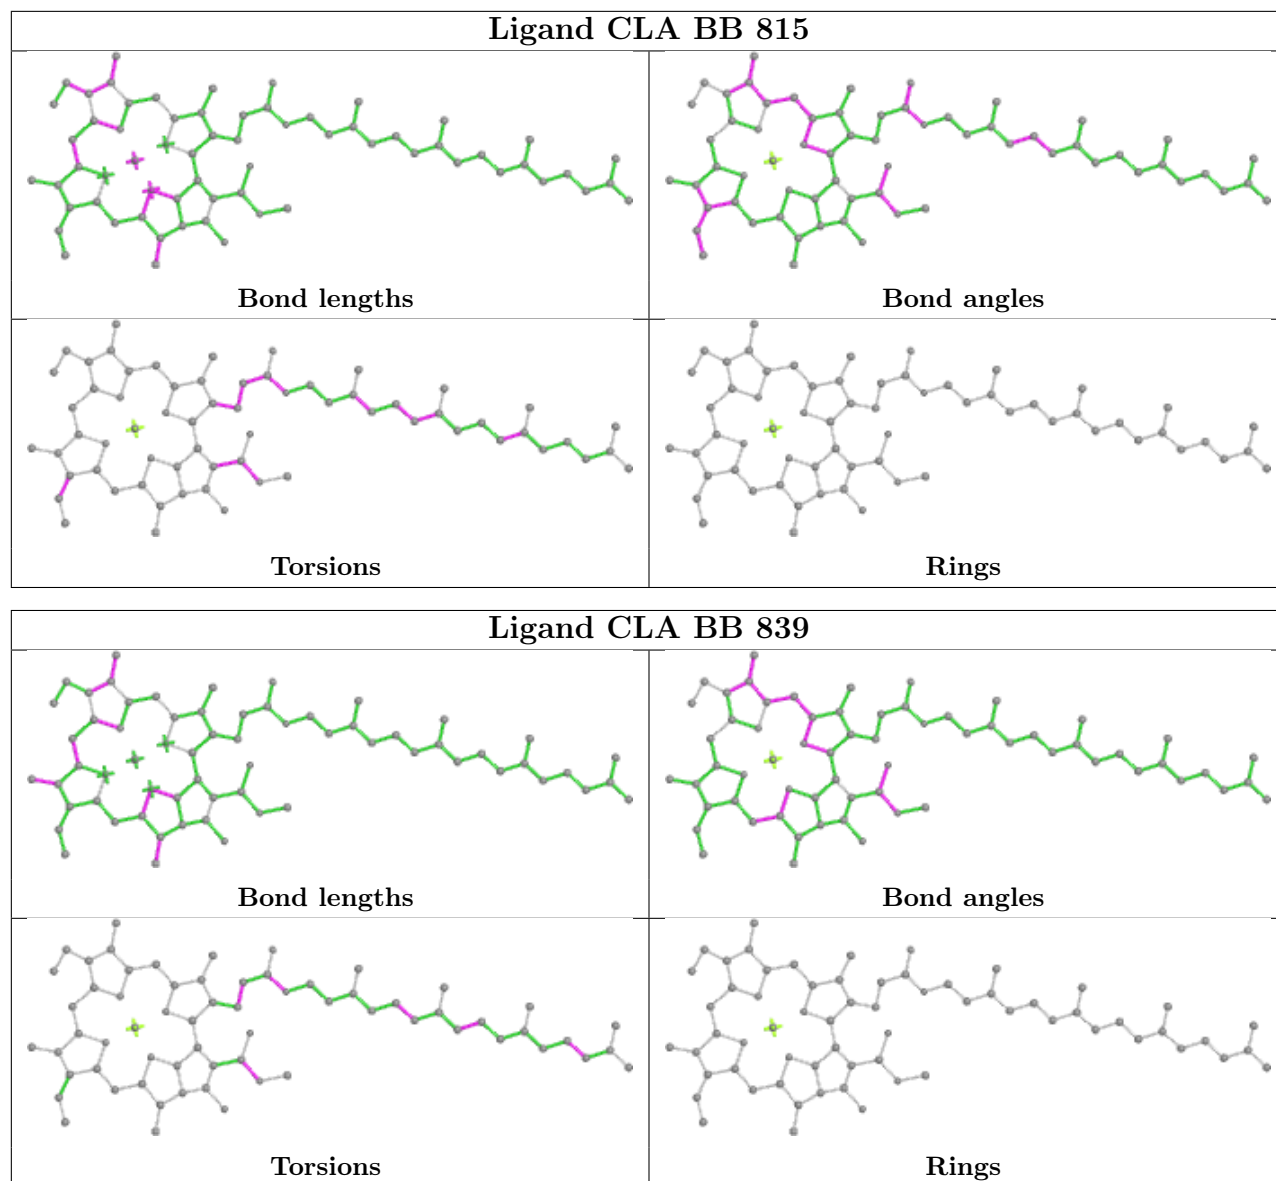 Ligand CLA BB 815
Bond lengths
Bond angles
Torsions
Rings
Ligand CLA BB 839
Bond lengths
Bond angles
Torsions
Rings